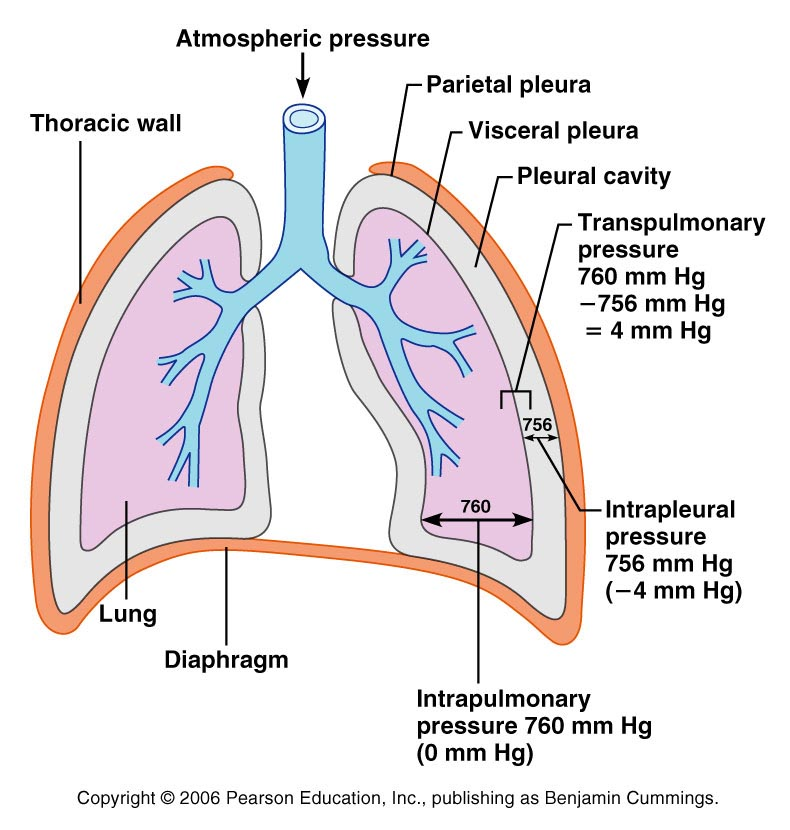 Atmospheric pressure
Parietal pleura
Thoracic wall
Visceral pleura
Pleural cavity
Transpulmonary
pressure
760 mm Hg
−756 mm Hg
= 4 mm Hg
756
760
Intrapleural
pressure
756 mm Hg
(−4 mm Hg)
Lung
Diaphragm
Intrapulmonary
pressure 760 mm Hg
(0 mm Hg)
Copyright © 2006 Pearson Education, Inc., publishing as Benjamin Cummings.